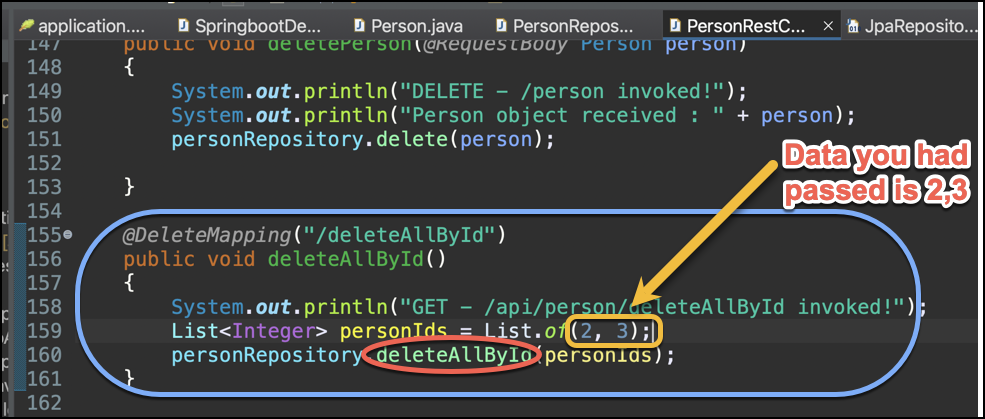 application.... SpringbootDe... Person.java PersonRepos... PersonRestC... × JpaReposito...
147 public void deletePerson(@RequestBody Person person)
148 {
149 System.out.println("DELETE - /person invoked!");
150 System.out.println("Person object received : " + person);
151 personRepository.delete(person);
152
153 }
154
Data you had
passed is 2,3
155 @DeleteMapping("/deleteAllById")
156 public void deleteAllById()
157 {
158 System.out.println("GET - /api/person/deleteAllById invoked!");
159 List<Integer> personIds = List.of(2, 3);
160 personRepository.deleteAllById(personIds);
161 }
162